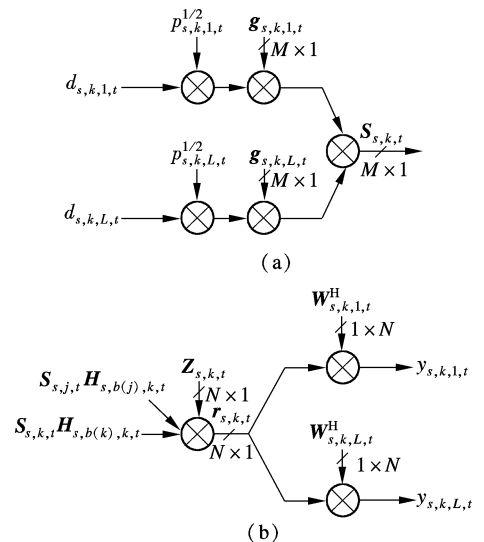 p^{1/2}_{s,k,1,t} g_{s,k,1,t}
M×1
d_{s,k,1,t}
S_{s,k,t}
M×1
p^{1/2}_{s,k,L,t} g_{s,k,L,t}
M×1
d_{s,k,L,t}
(a)
W^H_{s,k,1,t}
1×N
Z_{s,k,t}
y_{s,k,1,t}
S_{s,j,t}H_{s,b(j),k,t}
N×1
r_{s,k,t}
S_{s,k,t}H_{s,b(k),k,t}
N×1
W^H_{s,k,L,t}
1×N
y_{s,k,L,t}
(b)